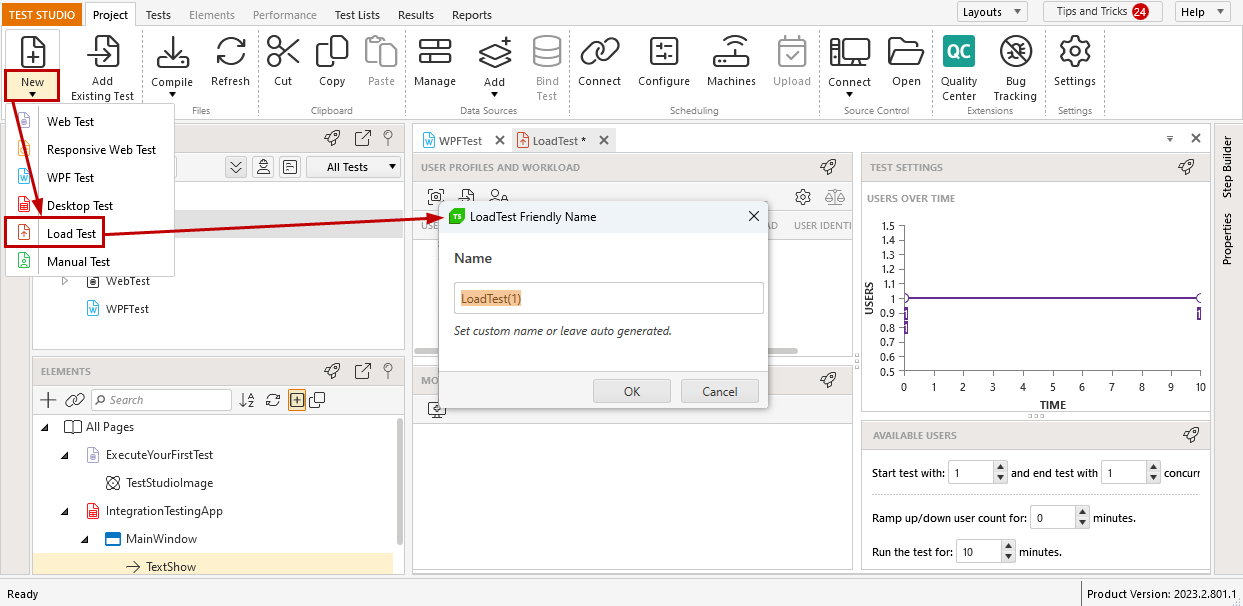 TEST STUDIO Project Tests Elements Performance Test Lists Results Reports Layouts Tips and Tricks 24 Help
New
Add
Existing Test
Compile
Refresh
Files
Cut
Copy
Paste
Clipboard
Manage
Add
Bind
Test
Data Sources
Connect
Configure
Machines
Upload
Scheduling
Connect
Open
Source Control
QC
Quality
Center
Bug
Tracking
Extensions
Settings
Settings
Web Test
Responsive Web Test
WPF Test
Desktop Test
Load Test
Manual Test
All Tests
WebTest
WPFTest
ELEMENTS
Search
All Pages
ExecuteYourFirstTest
TestStudioImage
IntegrationTestingApp
MainWindow
TextShow
WPFTest
LoadTest *
USER PROFILES AND WORKLOAD
USER IDENTI
TS LoadTest Friendly Name
Name
LoadTest(1)
Set custom name or leave auto generated.
OK Cancel
TEST SETTINGS
USERS OVER TIME
USERS
1.5
1.4
1.3
1.2
1.1
1
0.9
0.8
0.7
0.6
0.5
1
1
1
0 1 2 3 4 5 6 7 8 9 10
TIME
AVAILABLE USERS
Start test with: 1 and end test with 1 concurr
Ramp up/down user count for: 0 minutes.
Run the test for: 10 minutes.
Step Builder
Properties
Ready
Product Version: 2023.2.801.1